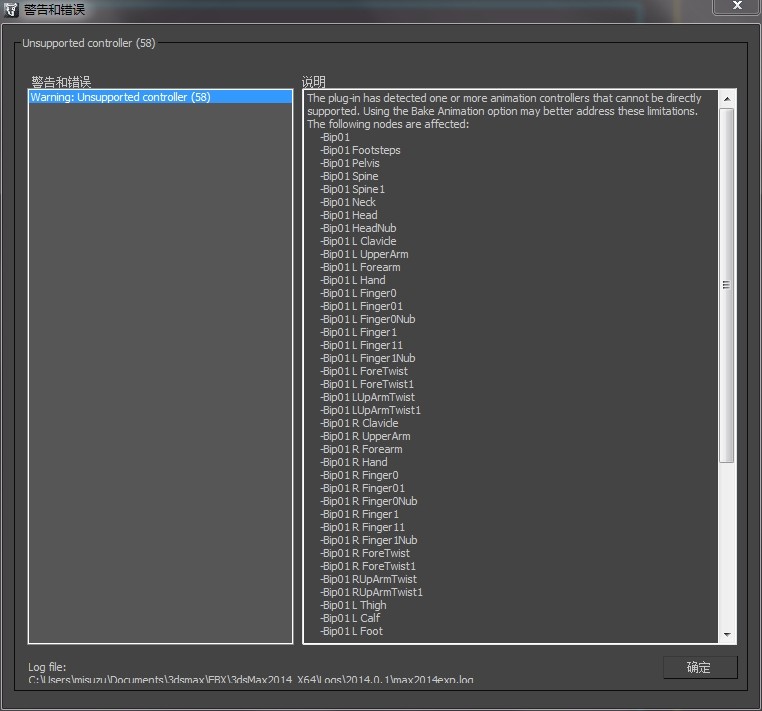 警告和错误
Unsupported controller (58)
警告和错误
说明
Warning: Unsupported controller (58)
The plug-in has detected one or more animation controllers that cannot be directly
supported. Using the Bake Animation option may better address these limitations.
The following nodes are affected:
-Bip01
-Bip01 Footsteps
-Bip01 Pelvis
-Bip01 Spine
-Bip01 Spine1
-Bip01 Neck
-Bip01 Head
-Bip01 HeadNub
-Bip01 L Clavicle
-Bip01 L UpperArm
-Bip01 L Forearm
-Bip01 L Hand
-Bip01 L Finger0
-Bip01 L Finger01
-Bip01 L Finger0Nub
-Bip01 L Finger1
-Bip01 L Finger11
-Bip01 L Finger1Nub
-Bip01 L ForeTwist
-Bip01 L ForeTwist1
-Bip01 LUpArmTwist
-Bip01 LUpArmTwist1
-Bip01 R Clavicle
-Bip01 R UpperArm
-Bip01 R Forearm
-Bip01 R Hand
-Bip01 R Finger0
-Bip01 R Finger01
-Bip01 R Finger0Nub
-Bip01 R Finger1
-Bip01 R Finger11
-Bip01 R Finger1Nub
-Bip01 R ForeTwist
-Bip01 R ForeTwist1
-Bip01 RUpArmTwist
-Bip01 RUpArmTwist1
-Bip01 L Thigh
-Bip01 L Calf
-Bip01 L Foot
Log file:
C:\Users\misuzu\Documents\3dsmax\FBX\3dsMax2014_X64\Logs\2014.0.1\max2014exp.log
确定